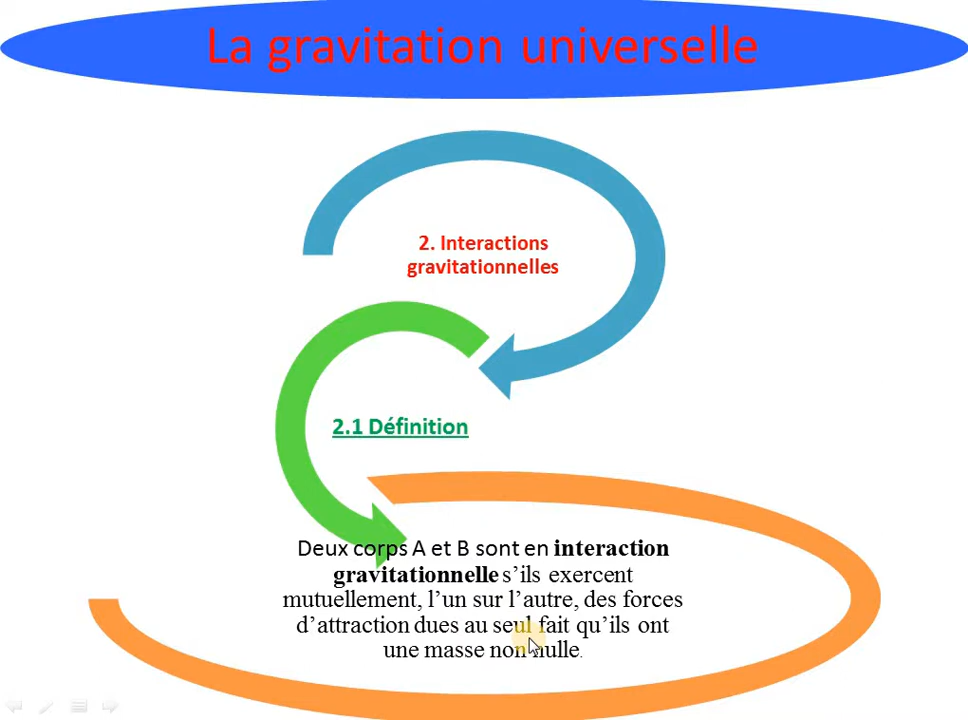 La gravitation universelle
2. Interactions
gravitationnelles
2.1 Définition
Deux corps A et B sont en interaction
gravitationnelle s’ils exercent
mutuellement, l’un sur l’autre, des forces
d’attraction dues au seul fait qu’ils ont
une masse non nulle.